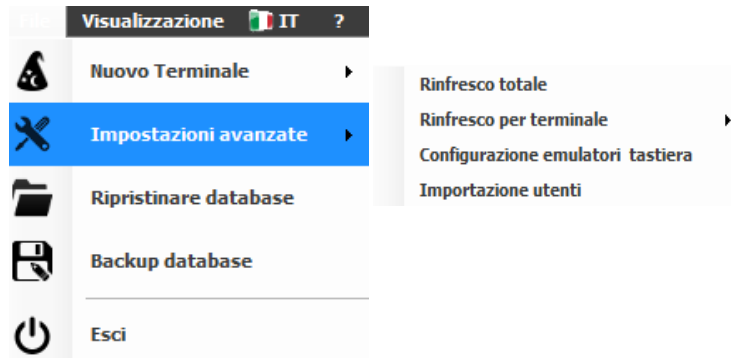 File Visualizzazione IT ?
Nuovo Terminale
Impostazioni avanzate
Ripristinare database
Backup database
Esci
Rinfresco totale
Rinfresco per terminale
Configurazione emulatori tastiera
Importazione utenti